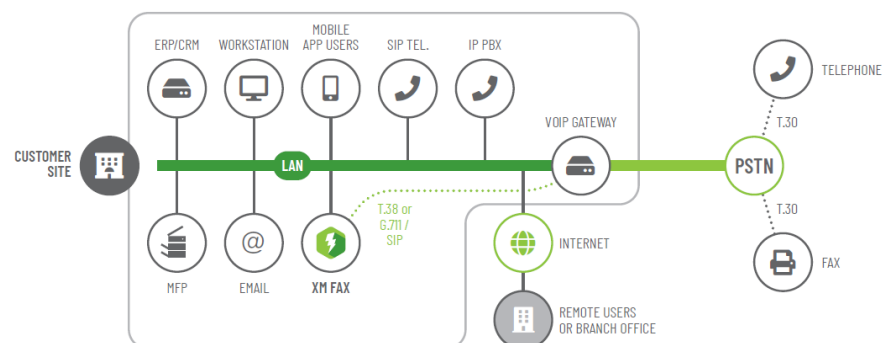 MOBILE
ERP/CRM WORKSTATION APP USERS SIP TEL. IP PBX
TELEPHONE
VOIP GATEWAY
T.30
CUSTOMER
SITE
LAN
PSTN
T.38 or
G.711 /
SIP
T.30
@
INTERNET
FAX
MFP EMAIL XM FAX
REMOTE USERS
OR BRANCH OFFICE